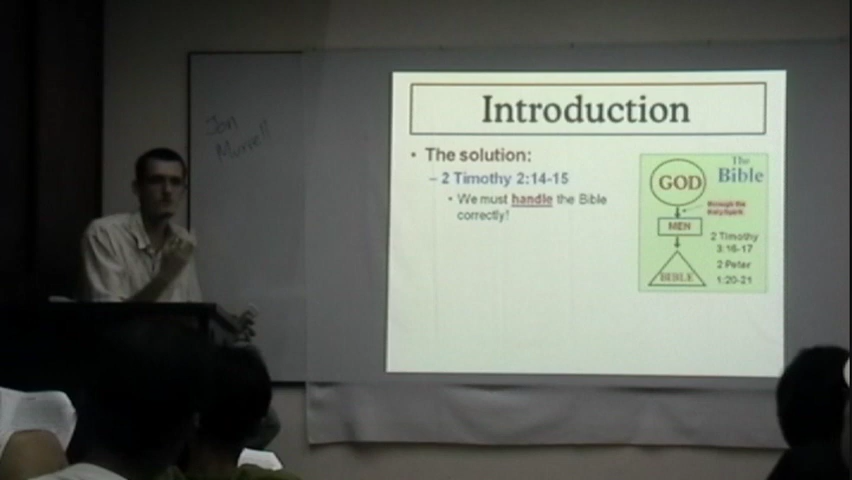 Jon
Murrell
Introduction
• The solution:
– 2 Timothy 2:14-15
• We must handle the Bible
correctly!
The
Bible
GOD
through the
Holy Spirit
MEN
2 Timothy
3:16-17
2 Peter
1:20-21
BIBLE